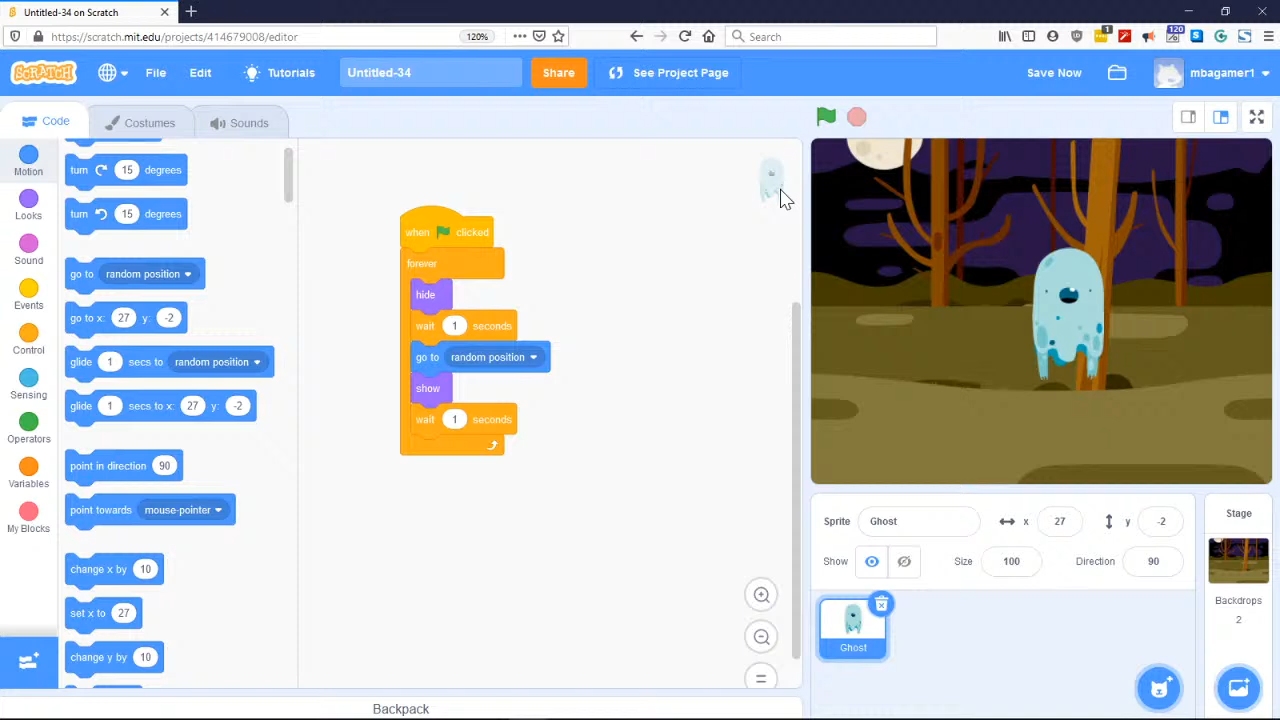 Untitled-34 on Scratch
https://scratch.mit.edu/projects/414679008/editor
120%
Search
1
120
SCRATCH
File
Edit
Tutorials
Untitled-34
Share
See Project Page
Save Now
mbagamer1
Code
Costumes
Sounds
Motion
Looks
Sound
Events
Control
Sensing
Operators
Variables
My Blocks
turn 15 degrees
turn 15 degrees
go to random position
go to x: 27 y: -2
glide 1 secs to random position
glide 1 secs to x: 27 y: -2
point in direction 90
point towards mouse-pointer
change x by 10
set x to 27
change y by 10
when clicked
forever
hide
wait 1 seconds
go to random position
show
wait 1 seconds
Sprite Ghost x 27 y -2
Show Size 100 Direction 90
Ghost
Stage
Backdrops
2
Backpack